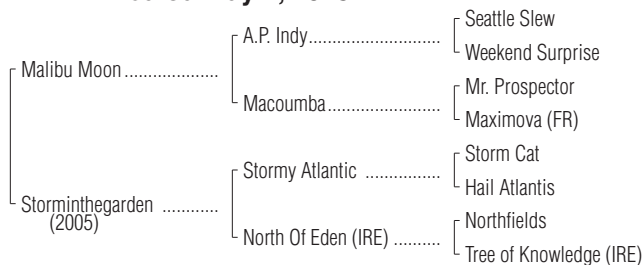 Seattle Slew
A.P. Indy
Weekend Surprise
Malibu Moon
Mr. Prospector
Macoumba
Maximova (FR)
Storm Cat
Stormy Atlantic
Hail Atlantis
Storminthegarden
(2005)
Northfields
North Of Eden (IRE)
Tree of Knowledge (IRE)